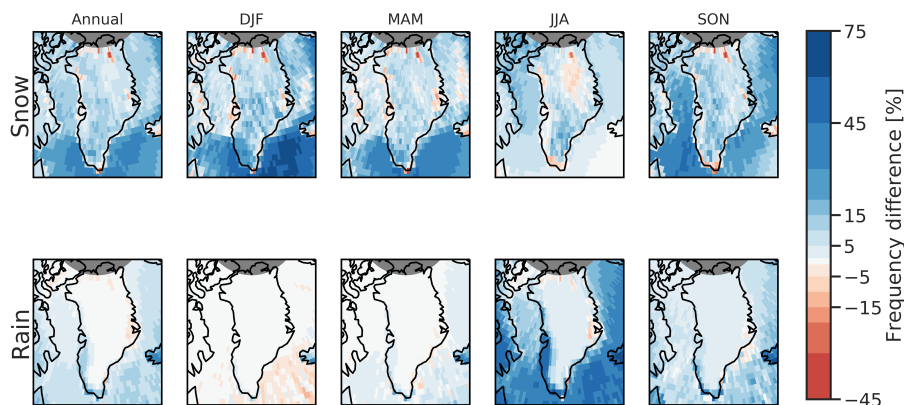 Annual DJF MAM JJA SON
Snow
Rain
75
45
15
5
−5
−15
−45
Frequency difference [%]